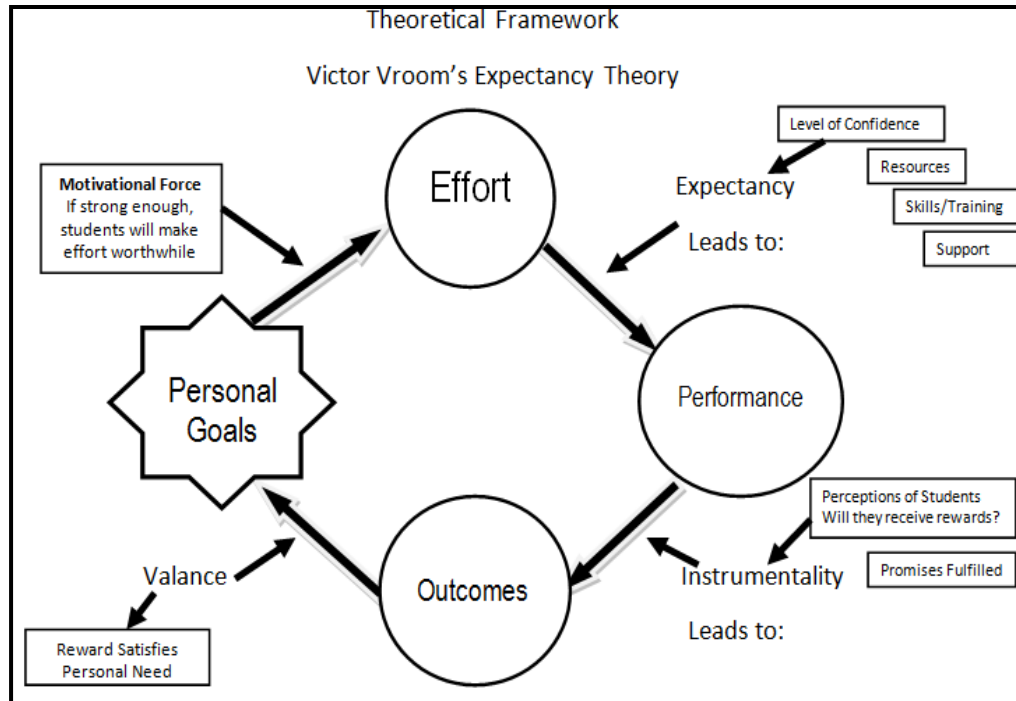 Theoretical Framework
Victor Vroom's Expectancy Theory
Level of Confidence
Resources
Skills/Training
Support
Expectancy
Leads to:
Motivational Force
If strong enough,
students will make
effort worthwhile
Effort
Personal
Goals
Performance
Perceptions of Students
Will they receive rewards?
Promises Fulfilled
Instrumentality
Leads to:
Outcomes
Valance
Reward Satisfies
Personal Need